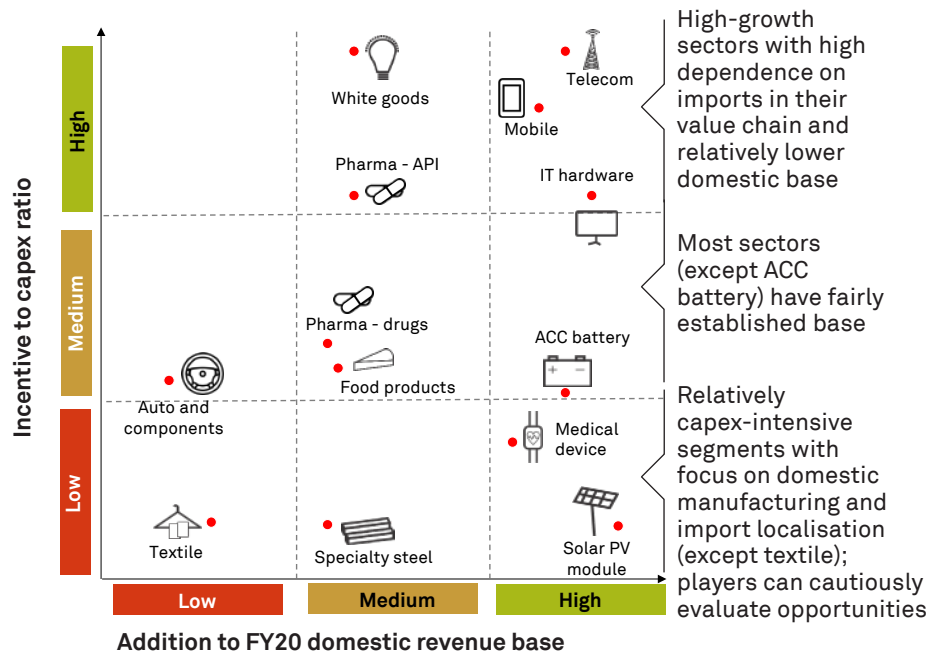 Incentive to capex ratio
High
Medium
Low
White goods
Telecom
Mobile
Pharma - API
IT hardware
Pharma - drugs
Food products
ACC battery
Auto and
components
Medical
device
Textile
Specialty steel
Solar PV
module
High-growth
sectors with high
dependence on
imports in their
value chain and
relatively lower
domestic base
Most sectors
(except ACC
battery) have fairly
established base
Relatively
capex-intensive
segments with
focus on domestic
manufacturing and
import localisation
(except textile);
players can cautiously
evaluate opportunities
Low
Medium
High
Addition to FY20 domestic revenue base